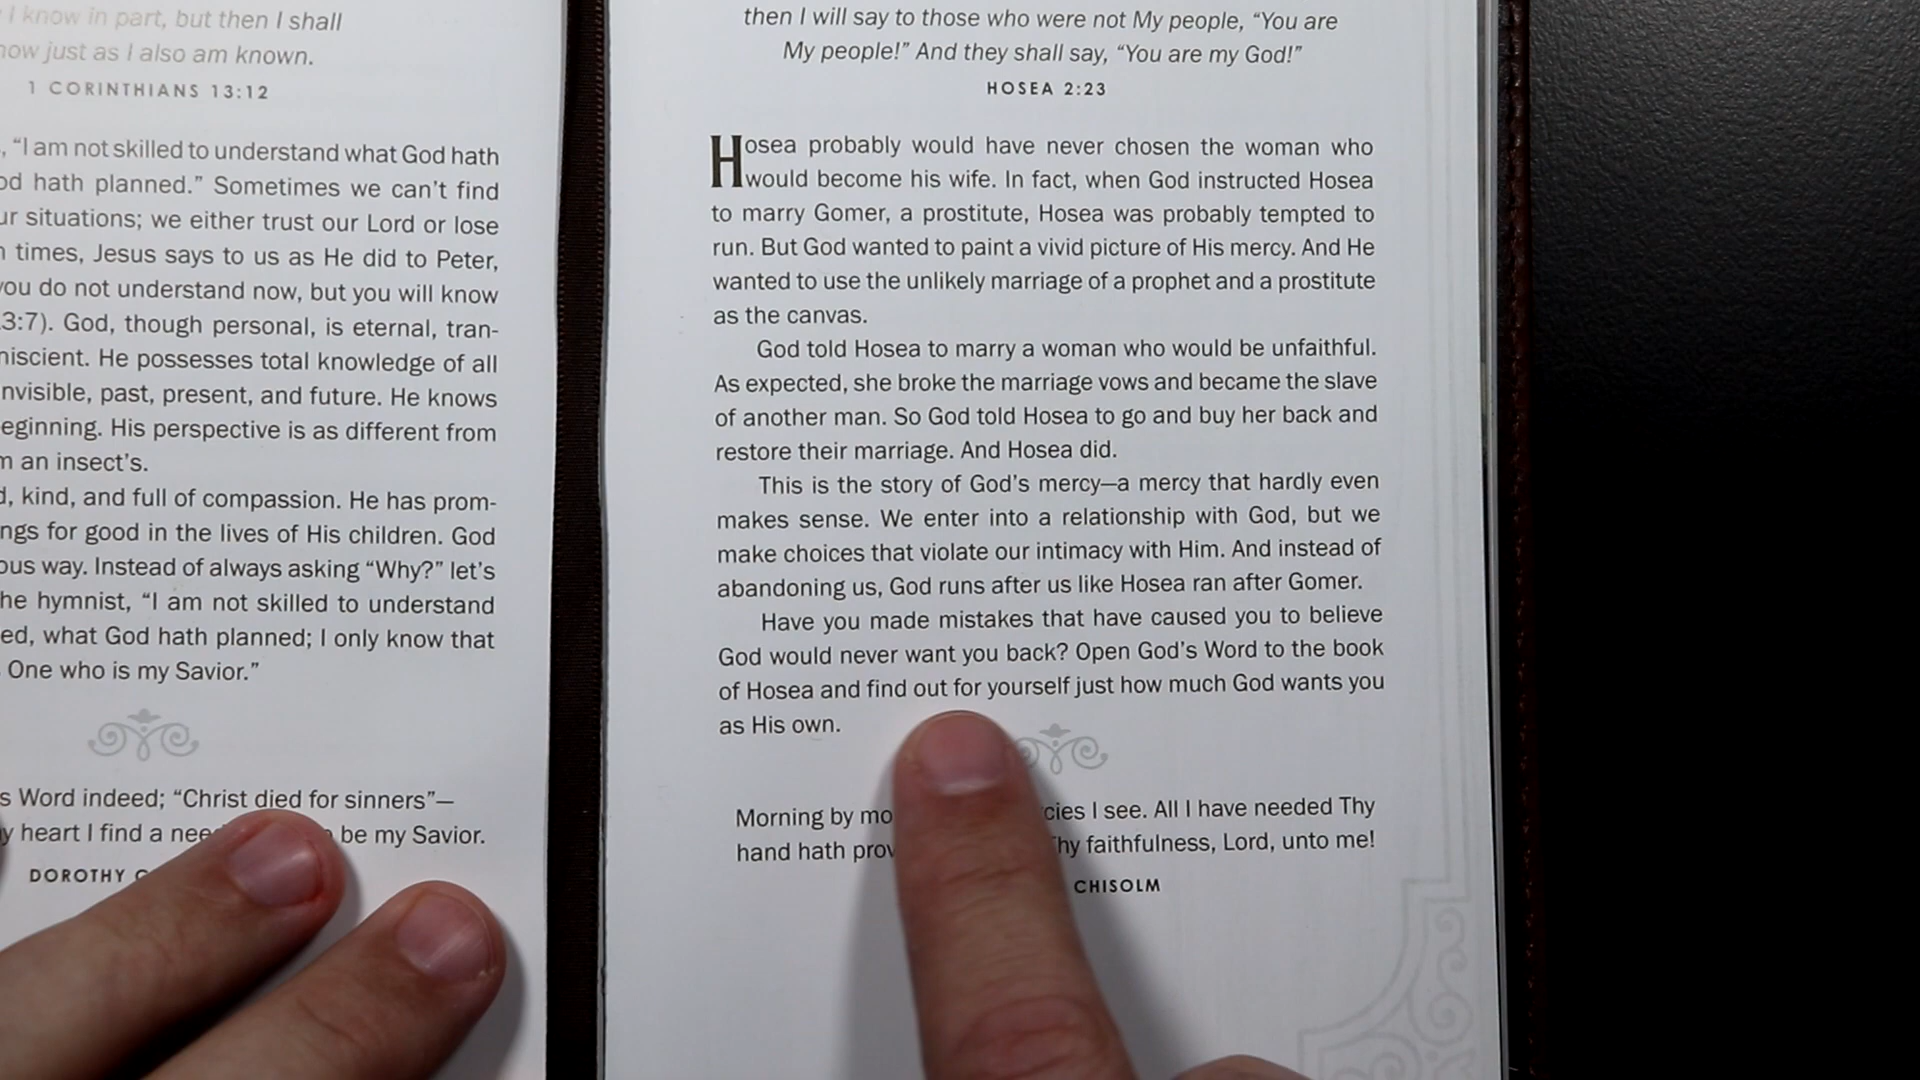 I know in part, but then I shall
now just as I also am known.
1 CORINTHIANS 13:12
"I am not skilled to understand what God hath
hath planned." Sometimes we can't find
situations; we either trust our Lord or lose
times, Jesus says to us as He did to Peter,
you do not understand now, but you will know
3:7). God, though personal, is eternal, tran-
He possesses total knowledge of all
nvisible, past, present, and future. He knows
eginning. His perspective is as different from
an insect's.
kind, and full of compassion. He has prom-
ngs for good in the lives of His children. God
ous way. Instead of always asking "Why?" let's
he hymnist, "I am not skilled to understand
ed, what God hath planned; I only know that
One who is my Savior."
s Word indeed; "Christ died for sinners"—
y heart I find a nee be my Savior.
DOROTHY
then I will say to those who were not My people, "You are
My people!" And they shall say, "You are my God!"
HOSEA 2:23
Hosea probably would have never chosen the woman who
would become his wife. In fact, when God instructed Hosea
to marry Gomer, a prostitute, Hosea was probably tempted to
run. But God wanted to paint a vivid picture of His mercy. And He
wanted to use the unlikely marriage of a prophet and a prostitute
as the canvas.
God told Hosea to marry a woman who would be unfaithful.
As expected, she broke the marriage vows and became the slave
of another man. So God told Hosea to go and buy her back and
restore their marriage. And Hosea did.
This is the story of God's mercy—a mercy that hardly even
makes sense. We enter into a relationship with God, but we
make choices that violate our intimacy with Him. And instead of
abandoning us, God runs after us like Hosea ran after Gomer.
Have you made mistakes that have caused you to believe
God would never want you back? Open God's Word to the book
of Hosea and find out for yourself just how much God wants you
as His own.
Morning by mo cies I see. All I have needed Thy
hand hath prov hy faithfulness, Lord, unto me!
CHISOLM